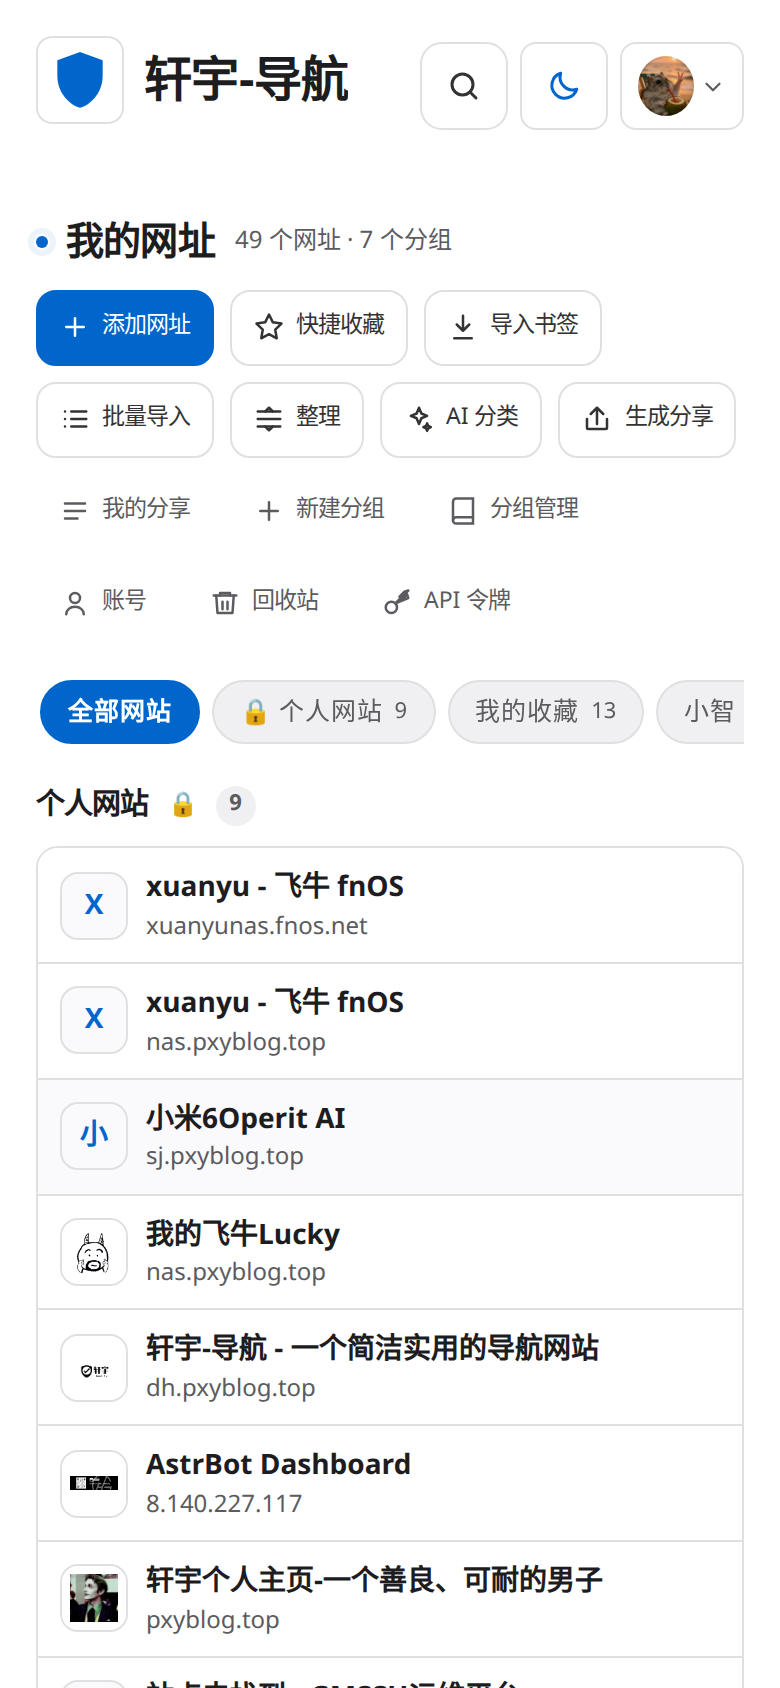 轩宇-导航
我的网址 49 个网址 · 7 个分组
添加网址 快捷收藏 导入书签
批量导入 整理 AI 分类 生成分享
我的分享 新建分组 分组管理
账号 回收站 API 令牌
全部网站 🔒 个人网站 9 我的收藏 13 小智
个人网站 🔒 9
X xuanyu - 飞牛 fnOS
xuanyunas.fnos.net
X xuanyu - 飞牛 fnOS
nas.pxyblog.top
小 小米6Operit AI
sj.pxyblog.top
我的飞牛Lucky
nas.pxyblog.top
轩宇-导航 - 一个简洁实用的导航网站
dh.pxyblog.top
AstrBot Dashboard
8.140.227.117
轩宇个人主页-一个善良、可耐的男子
pxyblog.top